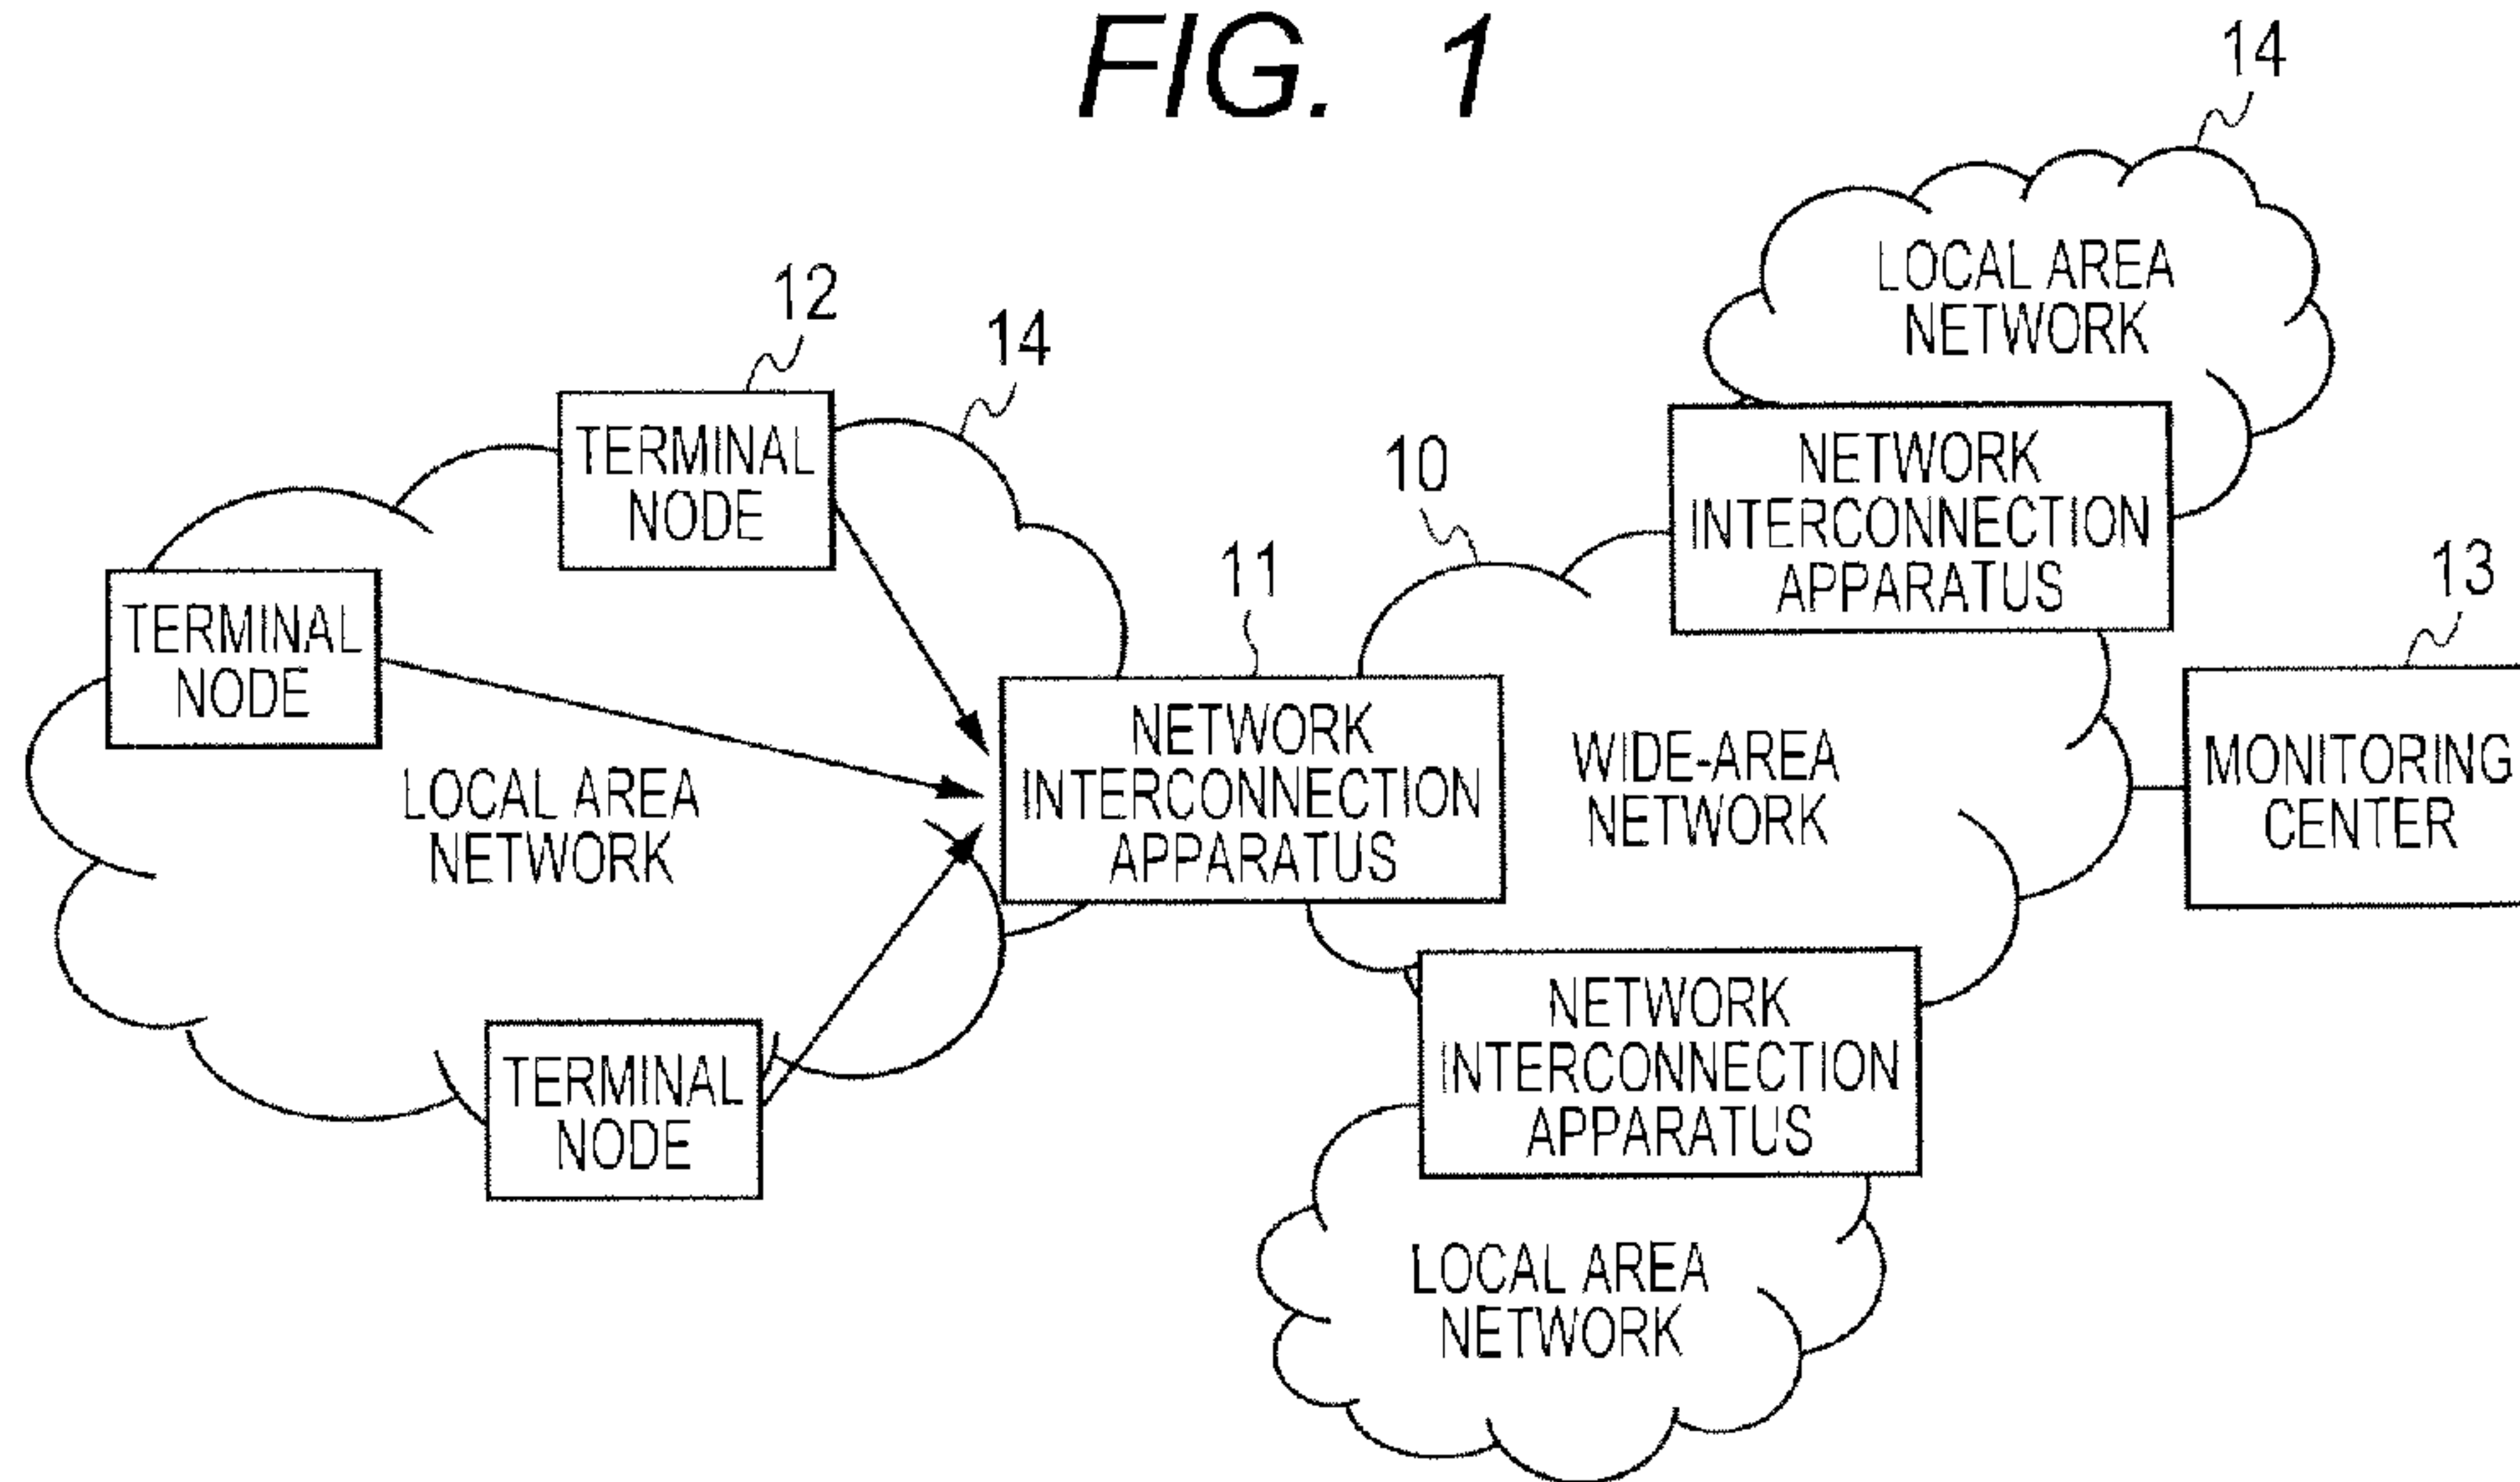 FIG. 1
14
LOCAL AREA
NETWORK
12
14
TERMINAL
NODE
10
NETWORK
INTERCONNECTION
APPARATUS
11
13
TERMINAL
NODE
NETWORK
INTERCONNECTION
APPARATUS
WIDE-AREA
NETWORK
MONITORING
CENTER
LOCAL AREA
NETWORK
NETWORK
INTERCONNECTION
APPARATUS
TERMINAL
NODE
LOCAL AREA
NETWORK